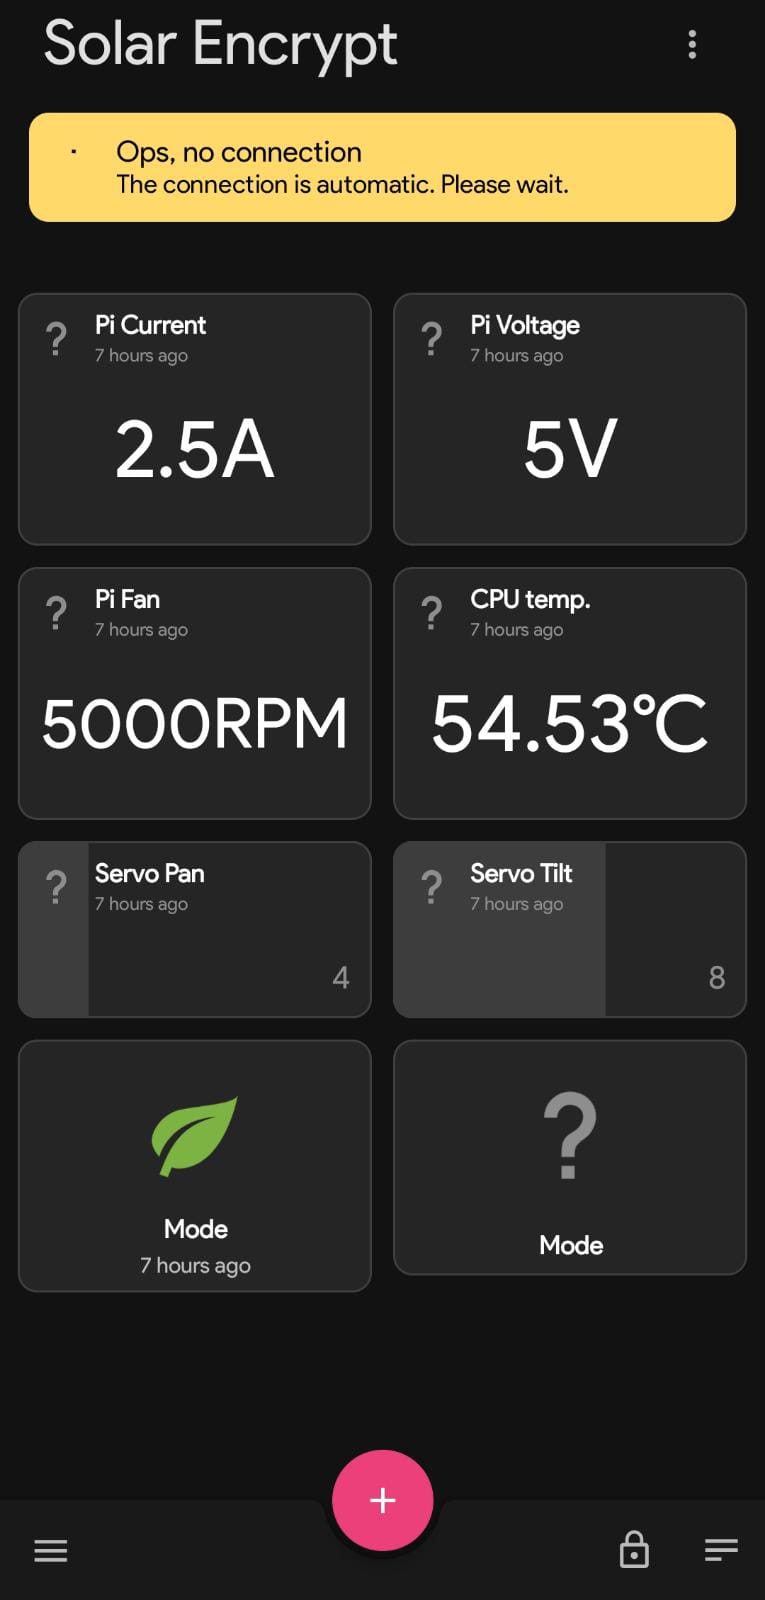 Solar Encrypt
Ops, no connection
The connection is automatic. Please wait.
? Pi Current
7 hours ago
2.5A
? Pi Voltage
7 hours ago
5V
? Pi Fan
7 hours ago
5000RPM
? CPU temp.
7 hours ago
54.53°C
? Servo Pan
7 hours ago
4
? Servo Tilt
7 hours ago
8
Mode
7 hours ago
?
Mode
+